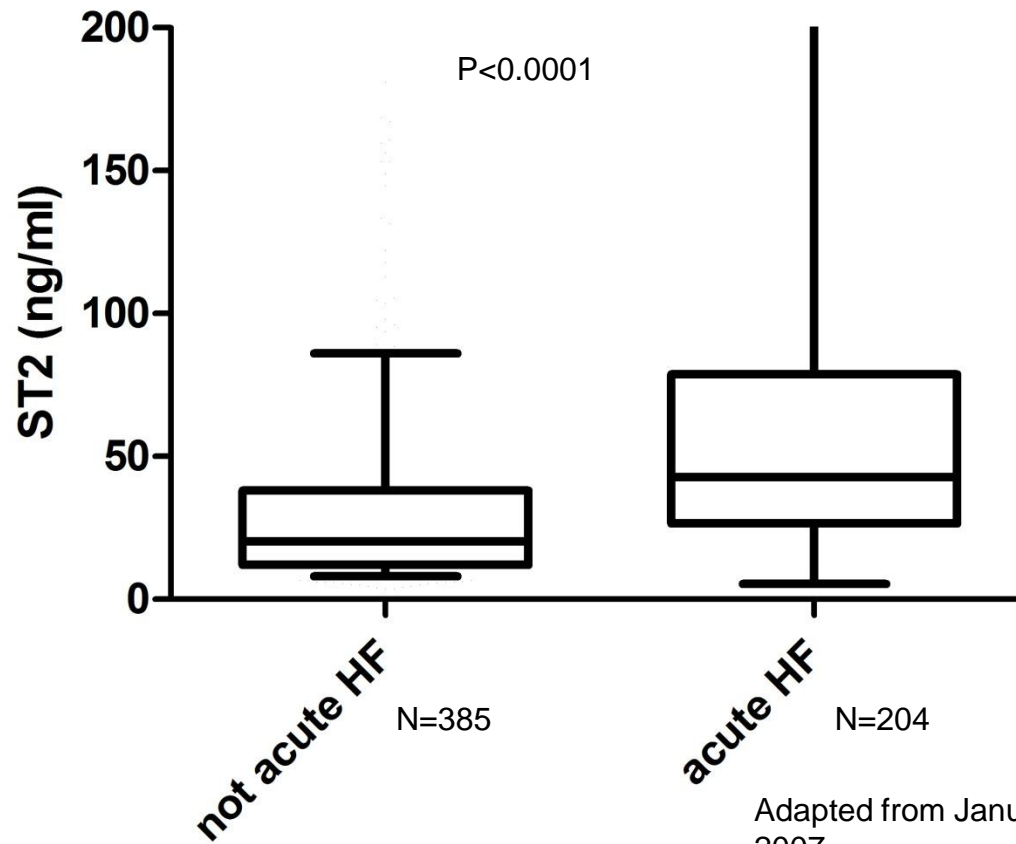 200
P<0.0001
150
100
50
0
ST2 (ng/ml)
not acute HF
N=385
acute HF
N=204
Adapted from
2007